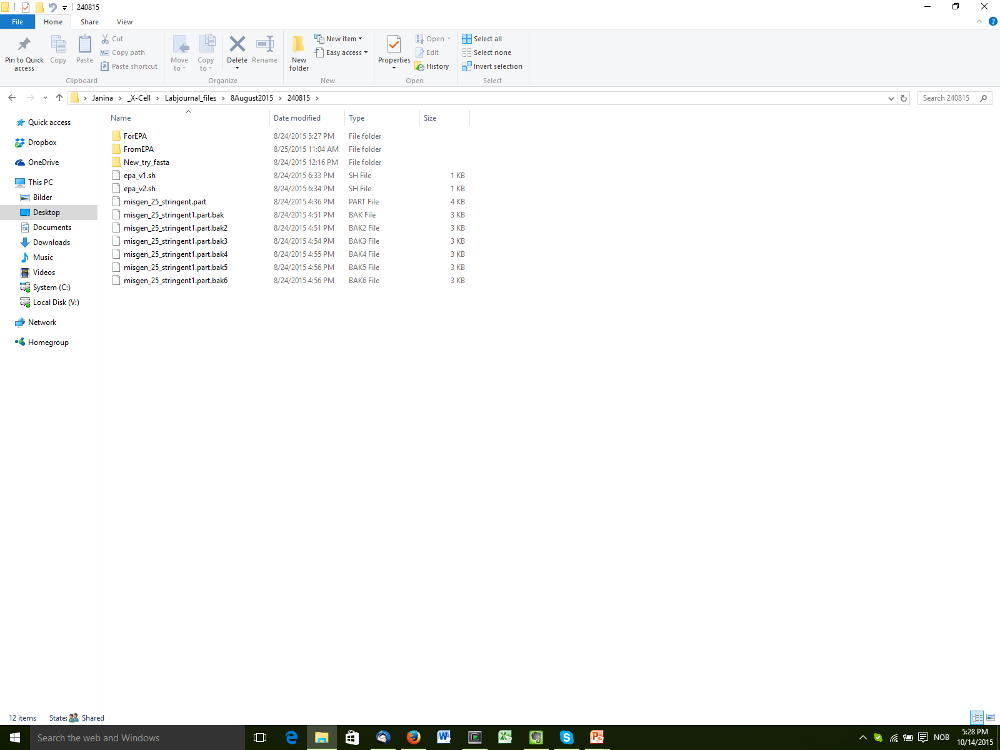 240815
File Home Share View
Pin to Quick access
Copy
Paste
Cut
Copy path
Paste shortcut
Clipboard
Move to
Copy to
Delete
Rename
Organize
New folder
New item
Easy access
New
Properties
Open
Edit
History
Open
Select all
Select none
Invert selection
Select
Janina > _X-Cell > Labjournal_files > 8August2015 > 240815 >
Search 240815
Quick access
Dropbox
OneDrive
This PC
Bilder
Desktop
Documents
Downloads
Music
Videos
System (C:)
Local Disk (V:)
Network
Homegroup
Name Date modified Type Size
ForEPA 8/24/2015 5:27 PM File folder
FromEPA 8/25/2015 11:04 AM File folder
New_try_fasta 8/24/2015 12:16 PM File folder
epa_v1.sh 8/24/2015 6:33 PM SH File 1 KB
epa_v2.sh 8/24/2015 6:34 PM SH File 1 KB
misgen_25_stringent.part 8/24/2015 4:36 PM PART File 4 KB
misgen_25_stringent1.part.bak 8/24/2015 4:51 PM BAK File 3 KB
misgen_25_stringent1.part.bak2 8/24/2015 4:51 PM BAK2 File 3 KB
misgen_25_stringent1.part.bak3 8/24/2015 4:54 PM BAK3 File 3 KB
misgen_25_stringent1.part.bak4 8/24/2015 4:55 PM BAK4 File 3 KB
misgen_25_stringent1.part.bak5 8/24/2015 4:56 PM BAK5 File 3 KB
misgen_25_stringent1.part.bak6 8/24/2015 4:56 PM BAK6 File 3 KB
12 items State: Shared
Search the web and Windows
NOB
5:28 PM
10/14/2015